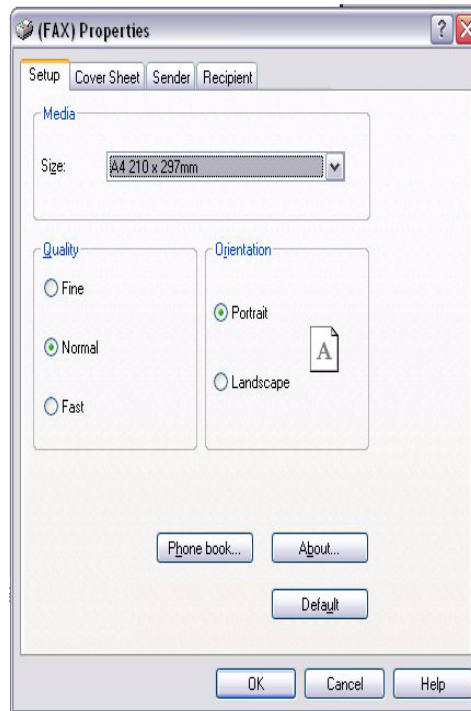 (FAX) Properties
Setup Cover Sheet Sender Recipient
Media
Size: A4 210 x 297mm
Quality
Fine
Normal
Fast
Orientation
Portrait
Landscape
A
Phone book... About...
Default
OK Cancel Help